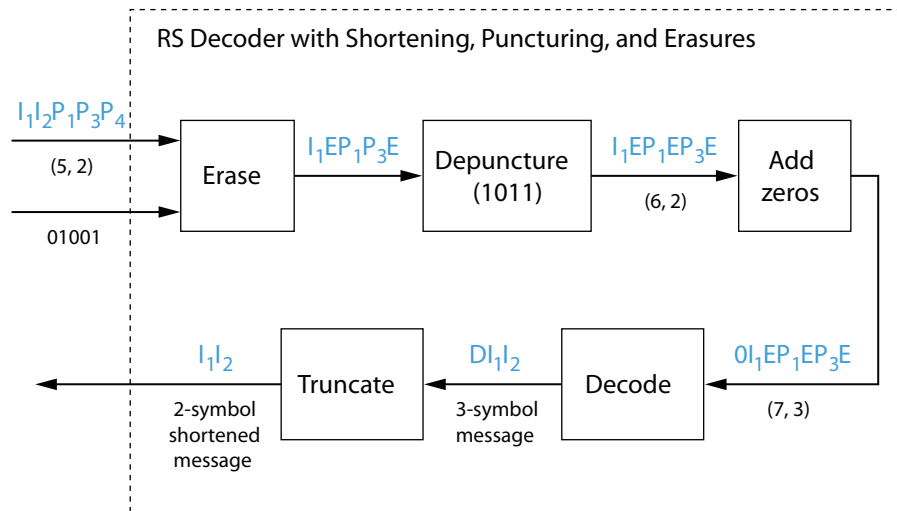 RS Decoder with Shortening, Puncturing, and Erasures
I₁I₂P₁P₃P₄
(5, 2)
01001
Erase
I₁EP₁P₃E
Depuncture
(1011)
I₁EP₁EP₃E
(6, 2)
Add
zeros
0I₁EP₁EP₃E
(7, 3)
Decode
DI₁I₂
3-symbol
message
Truncate
I₁I₂
2-symbol
shortened
message